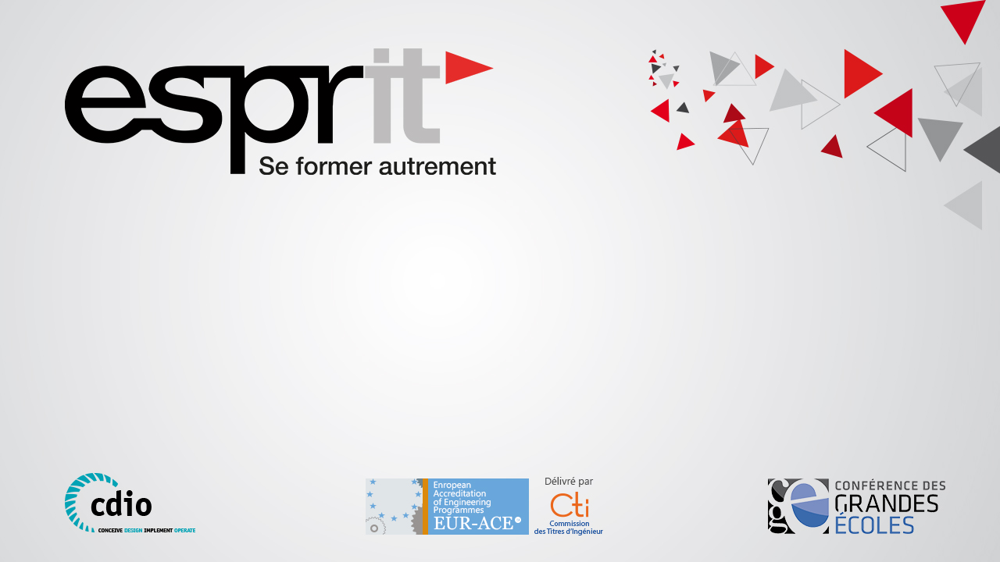 esprit
Se former autrement
cdio
CONCEIVE DESIGN IMPLEMENT OPERATE
Enropean
Accreditation
of Engineering
Programmes
EUR-ACE®
Délivré par
Cti
Commission
des Titres d'Ingénieur
ge
CONFÉRENCE DES
GRANDES
ÉCOLES